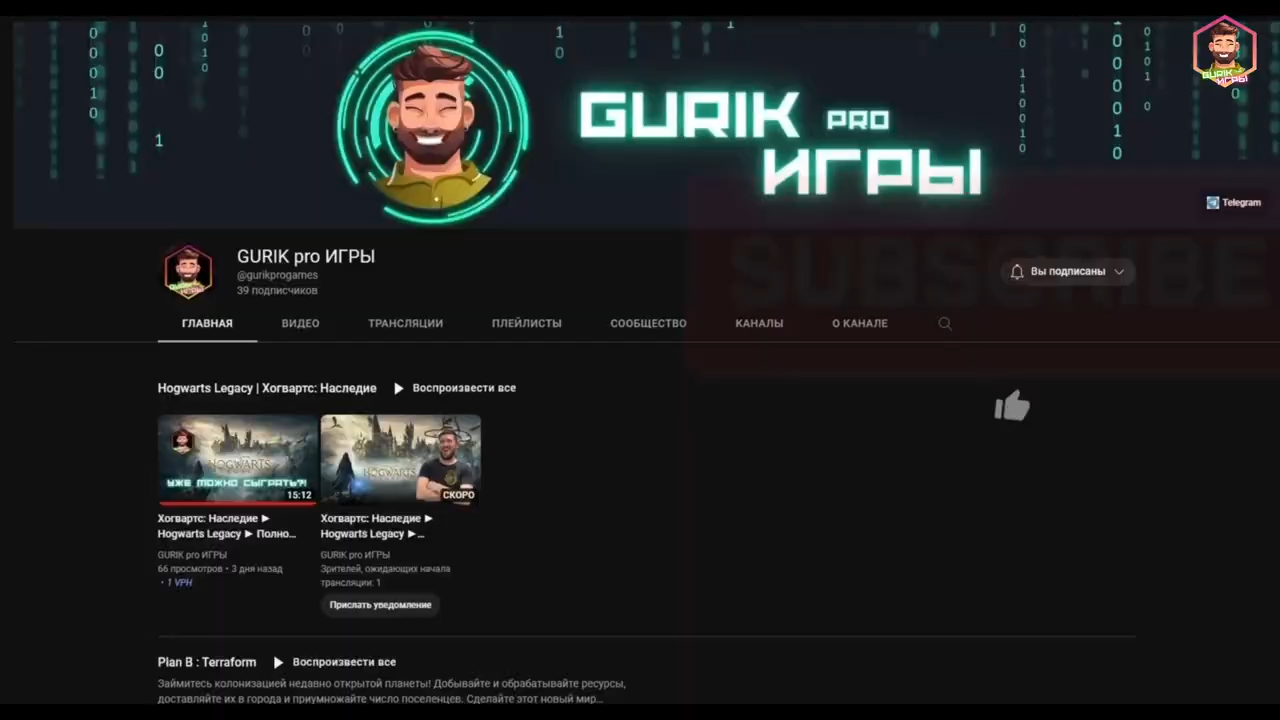 GURIK PRO
ИГРЫ
GURIK
ИГРЫ
Telegram
SUBSCRIBE
GURIK pro ИГРЫ
@gurikprogames
39 подписчиков
Вы подписаны
ГЛАВНАЯ ВИДЕО ТРАНСЛЯЦИИ ПЛЕЙЛИСТЫ СООБЩЕСТВО КАНАЛЫ О КАНАЛЕ
Hogwarts Legacy | Хогвартс: Наследие Воспроизвести все
HOGWARTS
УЖЕ МОЖНО СЫГРАТЬ?!
15:12
HOGWARTS
СКОРО
Хогвартс: Наследие ►
Hogwarts Legacy ► Полно...
GURIK pro ИГРЫ
66 просмотров • 3 дня назад
• 1 VPH
Хогвартс: Наследие ►
Hogwarts Legacy ►...
GURIK pro ИГРЫ
Зрителей, ожидающих начала
трансляции: 1
Прислать уведомление
Plan B : Terraform Воспроизвести все
Займитесь колонизацией недавно открытой планеты! Добывайте и обрабатывайте ресурсы,
доставляйте их в города и приумножайте число поселенцев. Сделайте этот новый мир...